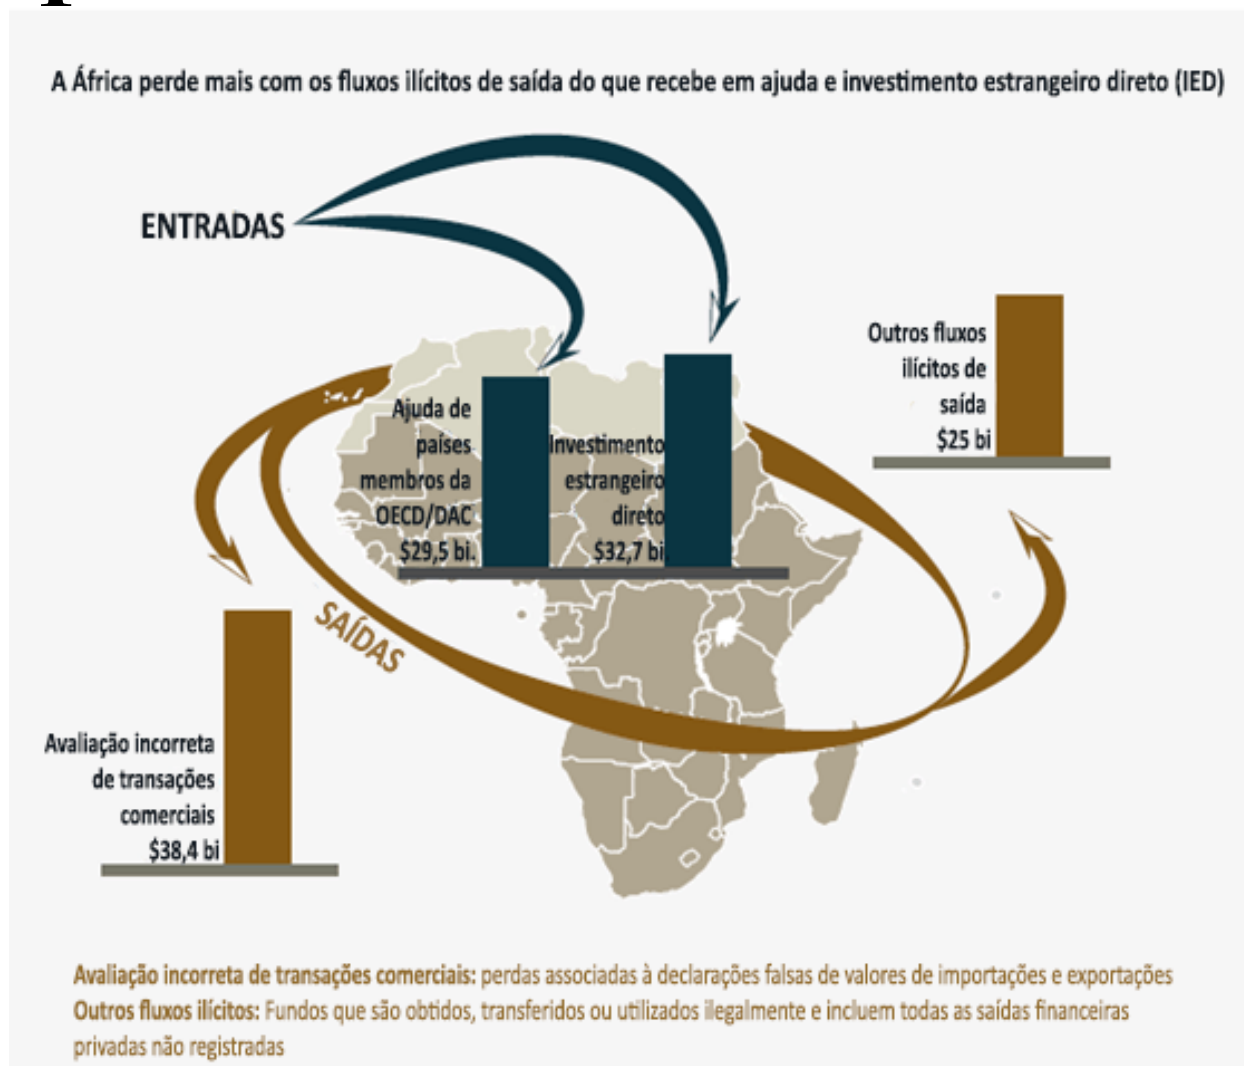 A África perde mais com os fluxos ilícitos de saída do que recebe em ajuda e investimento estrangeiro direto (IED)
ENTRADAS
Outros fluxos
ilícitos de
saída
$25 bi
Ajuda de
países
membros da
OECD/DAC
$29,5 bi.
Investimento
estrangeiro
direto
$32,7 bi
SAÍDAS
Avaliação incorreta
de transações
comerciais
$38,4 bi
Avaliação incorreta de transações comerciais: perdas associadas à declarações falsas de valores de importações e exportações
Outros fluxos ilícitos: Fundos que são obtidos, transferidos ou utilizados ilegalmente e incluem todas as saídas financeiras
privadas não registradas